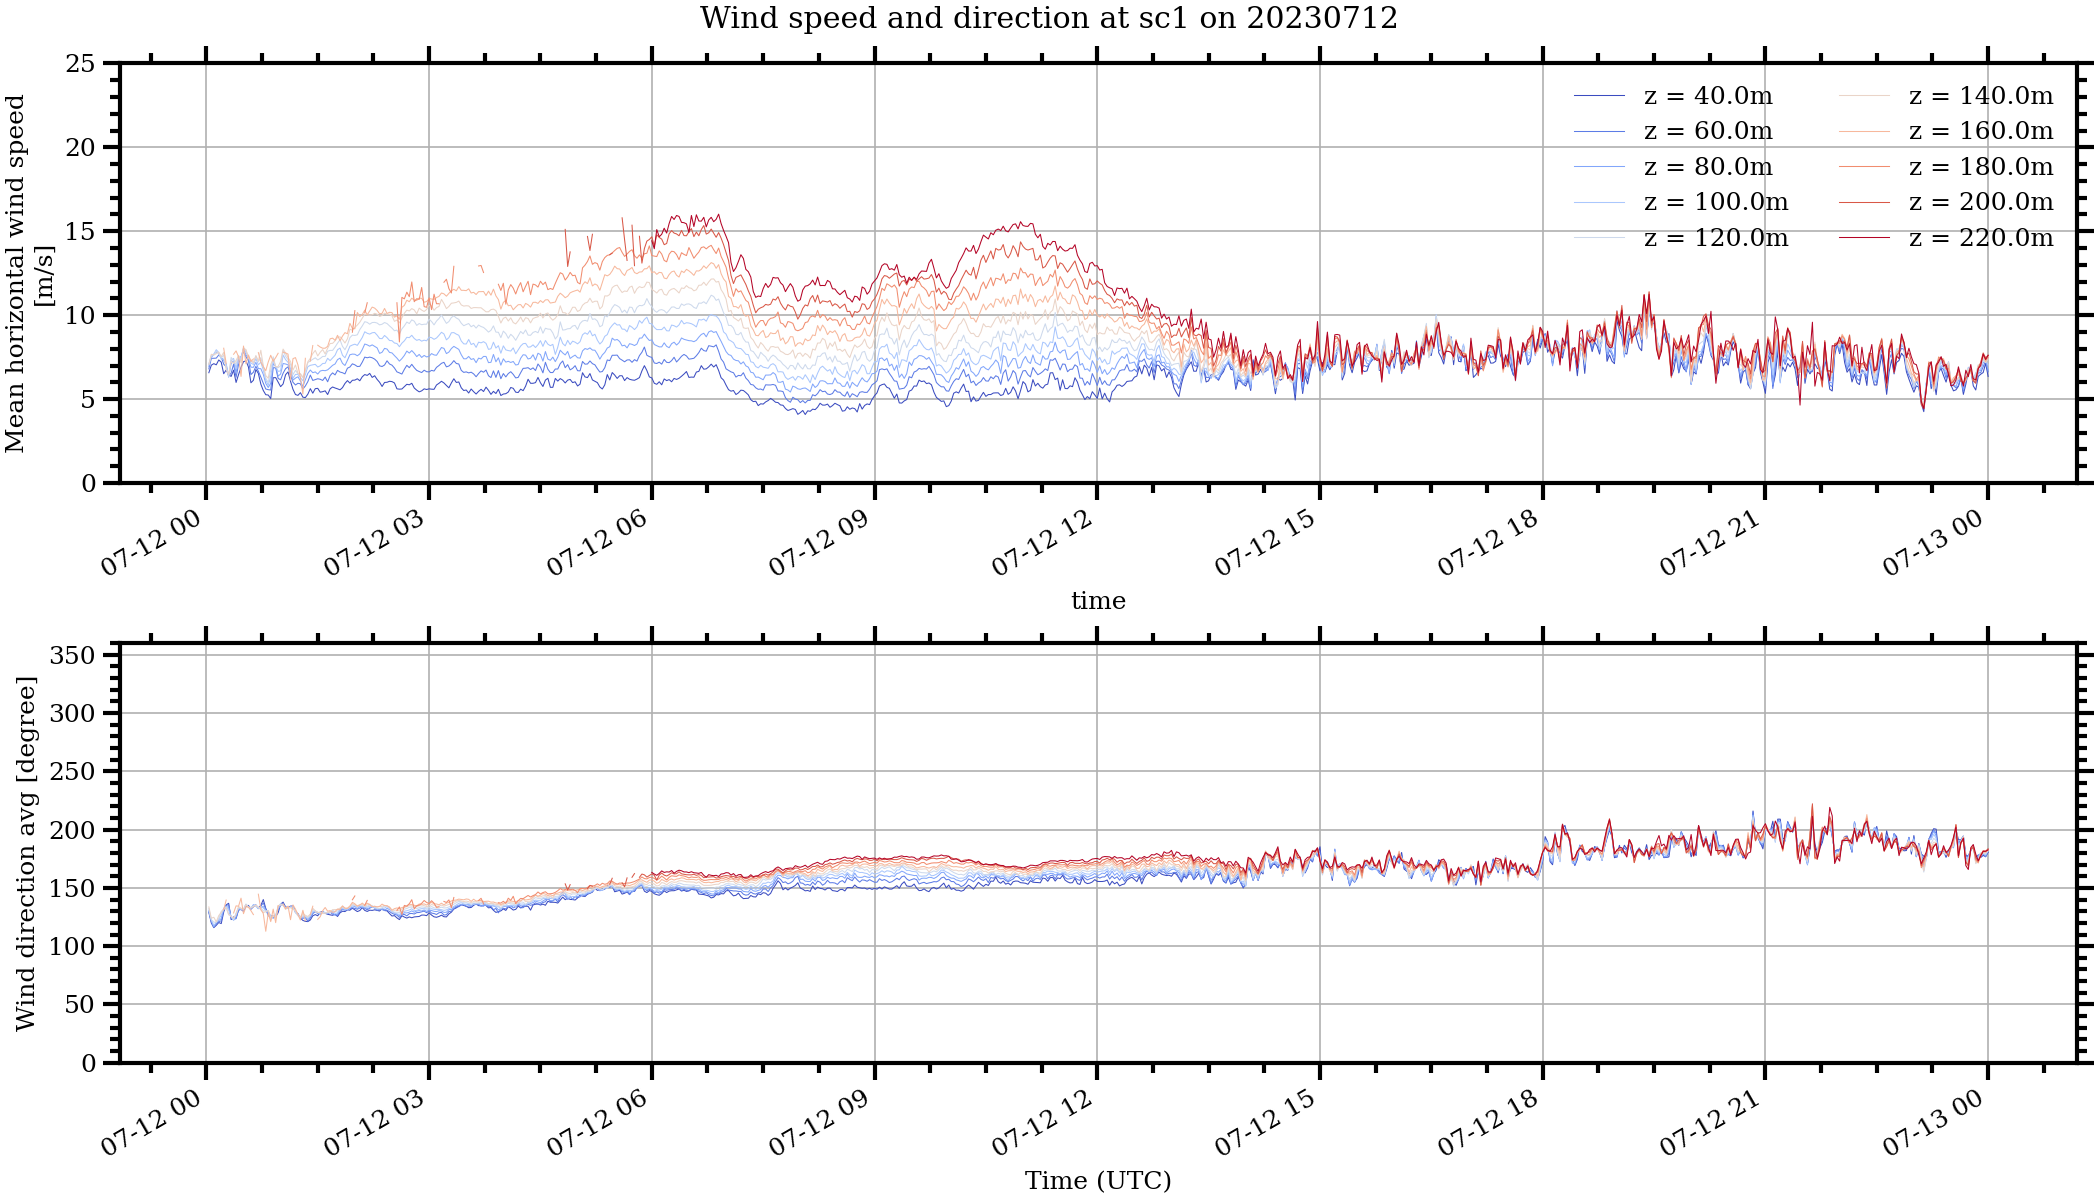 Wind speed and direction at sc1 on 20230712
Mean horizontal wind speed
[m/s]
25
20
15
10
5
0
z = 40.0m
z = 60.0m
z = 80.0m
z = 100.0m
z = 120.0m
z = 140.0m
z = 160.0m
z = 180.0m
z = 200.0m
z = 220.0m
07-12 00
07-12 03
07-12 06
07-12 09
07-12 12
07-12 15
07-12 18
07-12 21
07-13 00
time
Wind direction avg [degree]
350
300
250
200
150
100
50
0
07-12 00
07-12 03
07-12 06
07-12 09
07-12 12
07-12 15
07-12 18
07-12 21
07-13 00
Time (UTC)